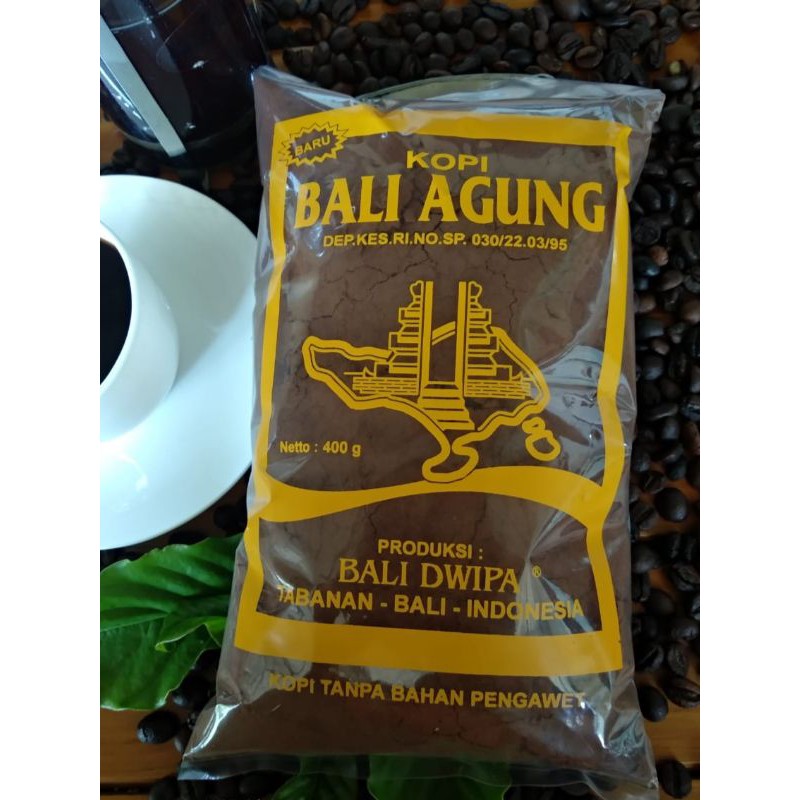 BARU
KOPI
BALI AGUNG
DEP.KES.RI.NO.SP. 030/22.03/95
Netto : 400 g
PRODUKSI :
BALI DWIPA ®
TABANAN - BALI - INDONESIA
KOPI TANPA BAHAN PENGAWET